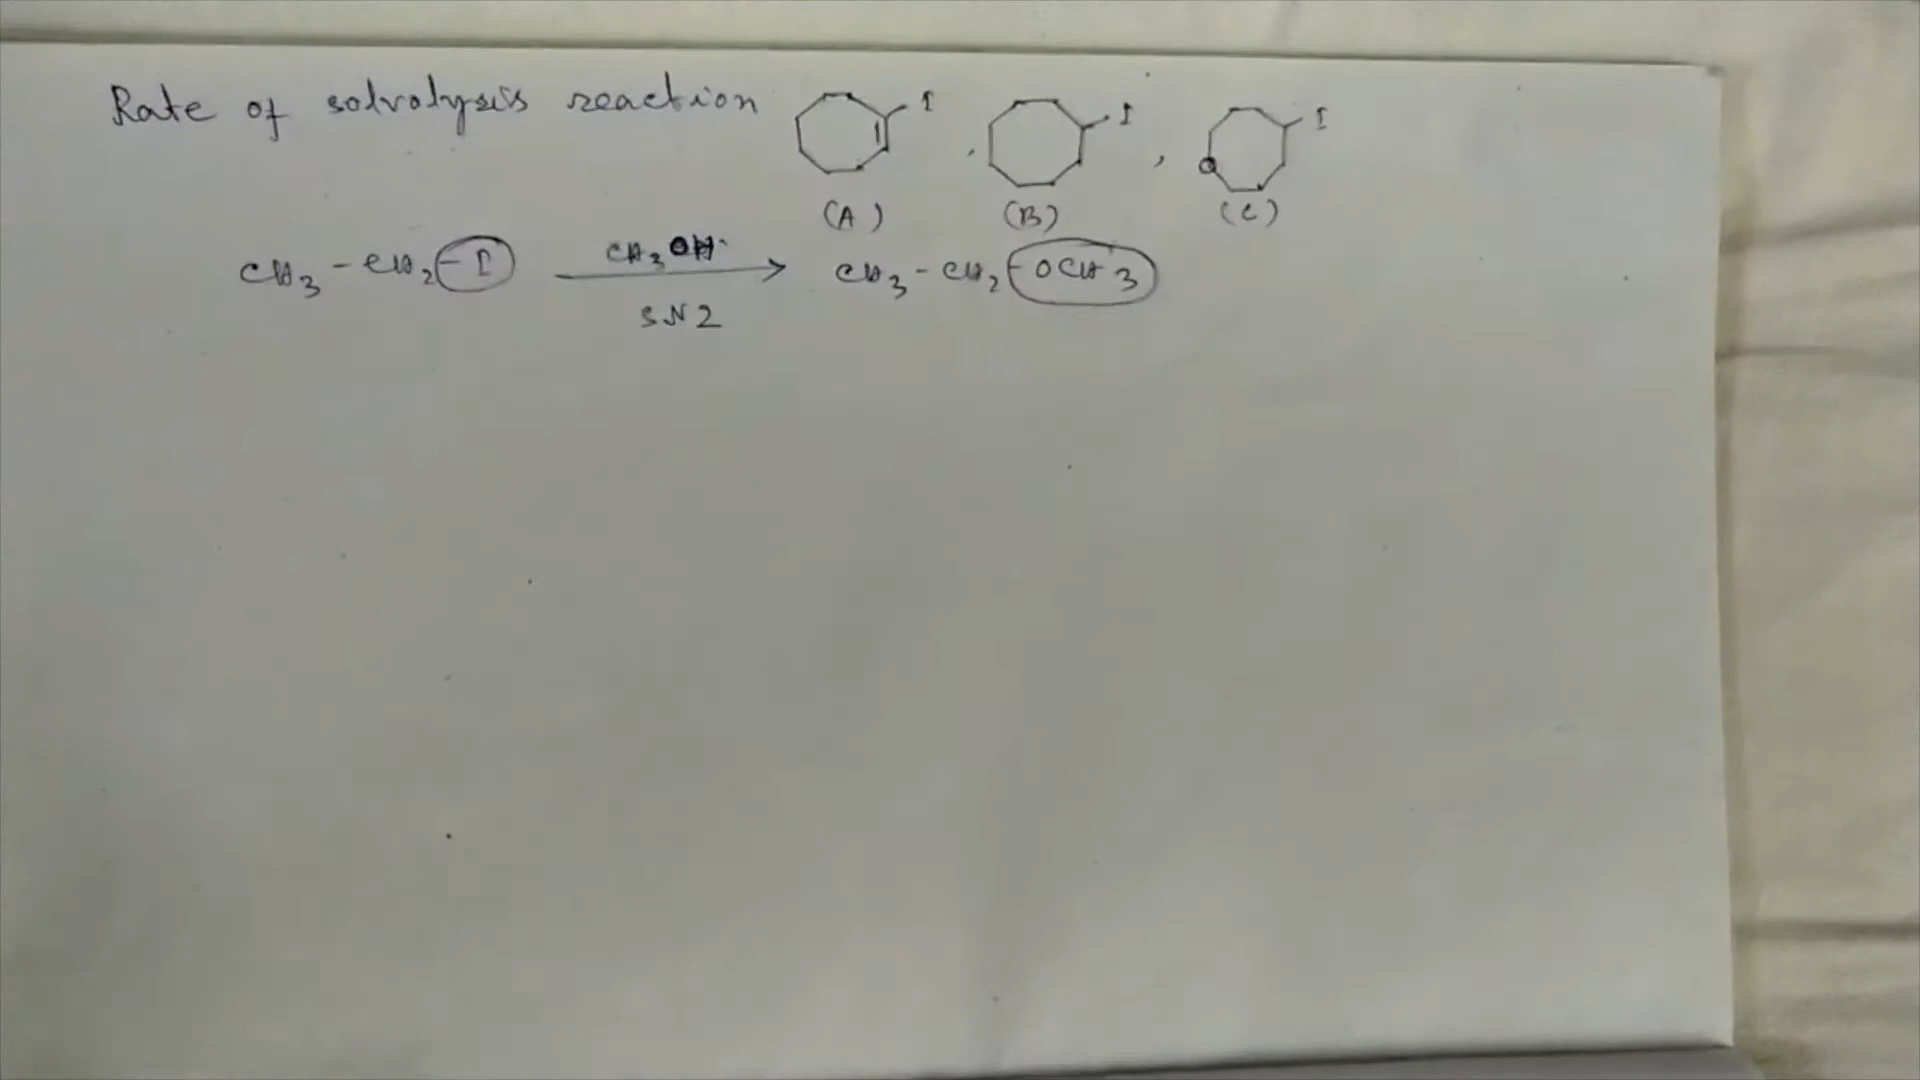 Rate of solvolysis reaction I , I , O I
(A) (B) (C)
CH3 - CH2 - I CH3OH CH3 - CH2 - OCH3
SN2